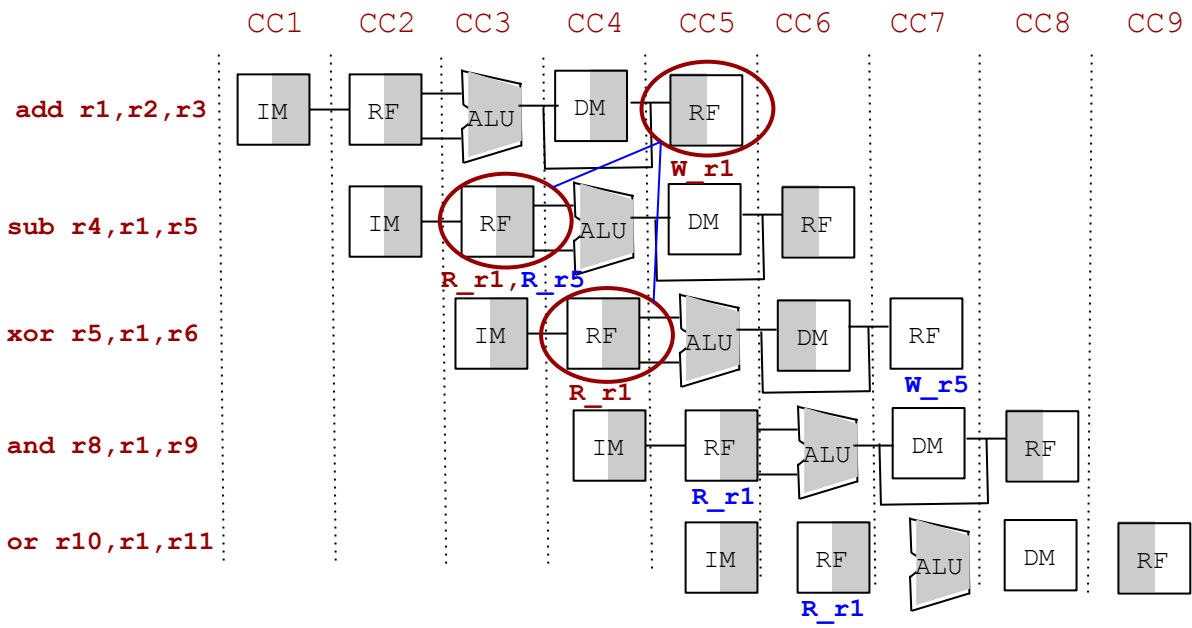 CC1 CC2 CC3 CC4 CC5 CC6 CC7 CC8 CC9
add r1,r2,r3 IM RF ALU DM RF
W_r1
sub r4,r1,r5 IM RF ALU DM RF
R_r1,R_r5
xor r5,r1,r6 IM RF ALU DM RF
R_r1 W_r5
and r8,r1,r9 IM RF ALU DM RF
R_r1
or r10,r1,r11 IM RF ALU DM RF
R_r1